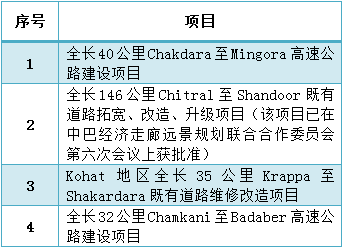 序号 项目
1 全长40公里Chakdara至Mingora高速公
路建设项目
全长146公里Chitral至Shandoor既有
道路拓宽、改造、升级项目（该项目已在
2 中巴经济走廊远景规划联合合作委员会
第六次会议上获批准）
3 Kohat 地区全长 35 公里 Krappa 至
Shakardara既有道路维修改造项目
4 全长32公里Chamkani至Badaber高速公
路建设项目